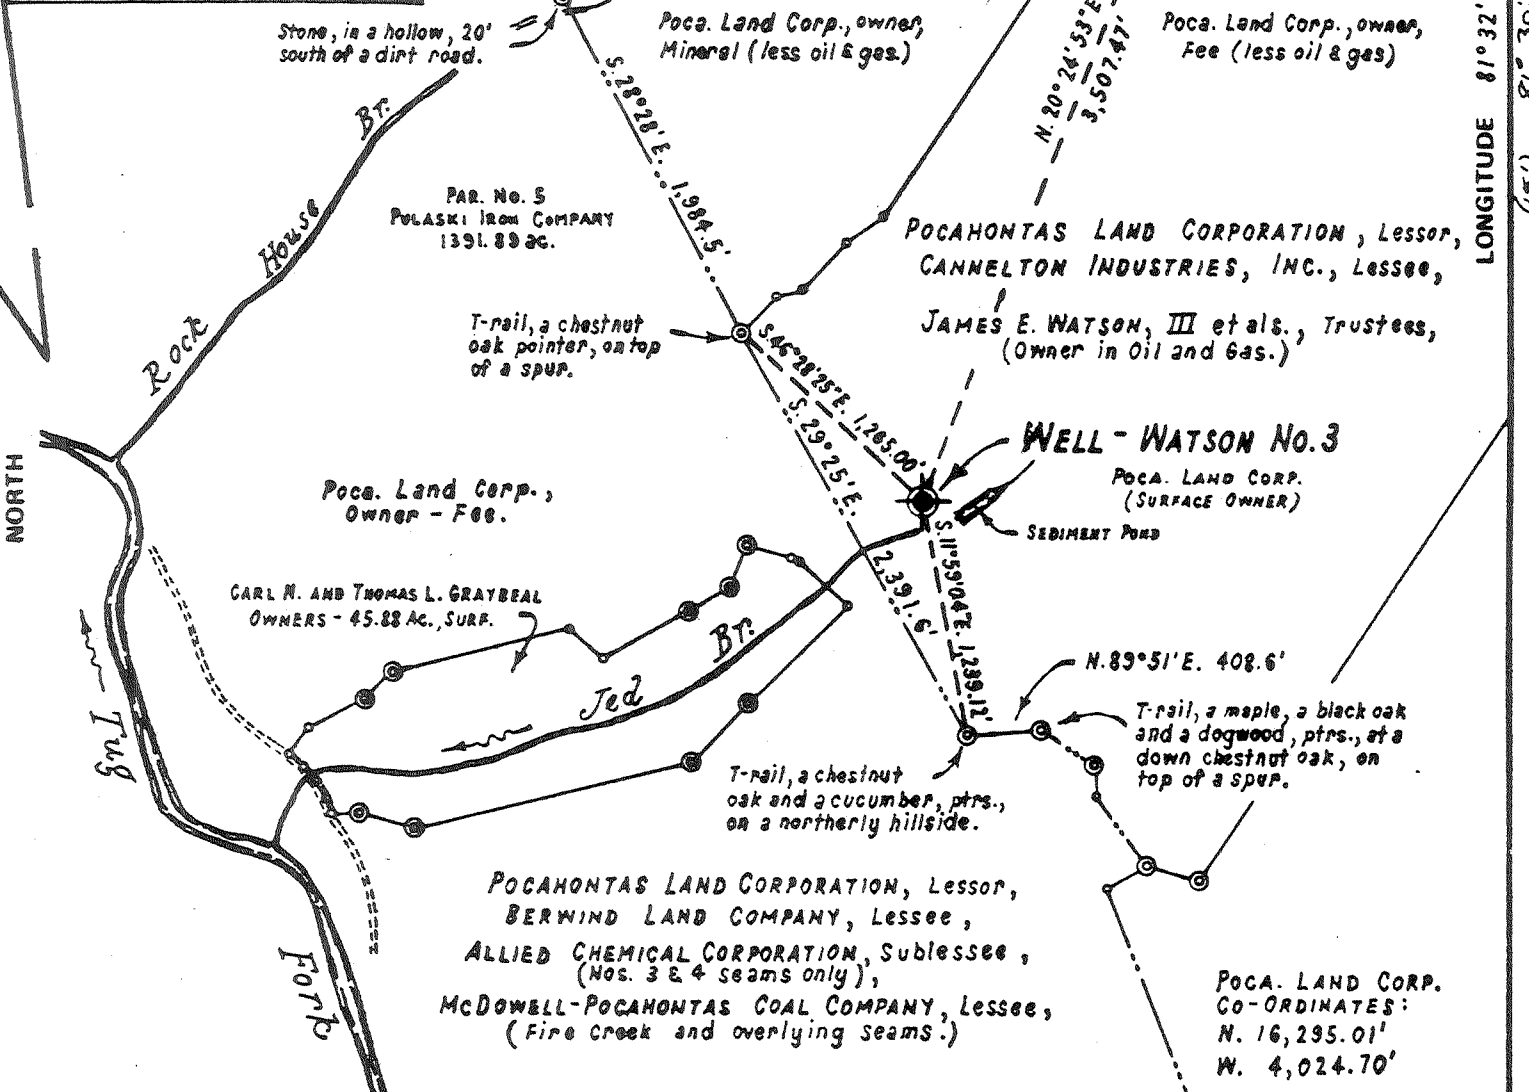 Stone, in a hollow, 20'
south of a dirt road.
Poca. Land Corp., owner,
Mineral (less oil & gas.)
Poca. Land Corp., owner,
Fee (less oil & gas)
N. 20°24'53"E.
3,507.47'
LONGITUDE 81°32'
S. 28°28'E. 1,984.5'
Rock House Br.
PAR. NO. 5
PULASKI IRON COMPANY
1391.89 ac.
POCAHONTAS LAND CORPORATION, Lessor,
CANNELTON INDUSTRIES, INC., Lessee,
JAMES E. WATSON, III et als., Trustees,
(Owner in Oil and Gas.)
T-rail, a chestnut
oak pointer, on top
of a spur.
S. 46°28'25"E. 1,265.00'
S. 29°25'E. 2,391.6'
WELL - WATSON No. 3
POCA. LAND CORP.
(SURFACE OWNER)
SEDIMENT POND
NORTH
Poca. Land Corp.,
Owner - Fee.
S. 11°59'04"E. 1,239.12'
CARL N. AND THOMAS L. GRAYBEAL
OWNERS - 45.88 Ac., SURF.
Jed Br.
N. 89°51'E. 408.6'
T-rail, a maple, a black oak
and a dogwood, ptrs., at a
down chestnut oak, on
top of a spur.
T-rail, a chestnut
oak and a cucumber, ptrs.,
on a northerly hillside.
Tug Fork
POCAHONTAS LAND CORPORATION, Lessor,
BERWIND LAND COMPANY, Lessee,
ALLIED CHEMICAL CORPORATION, Sublessee,
(Nos. 3 & 4 seams only),
MCDOWELL-POCAHONTAS COAL COMPANY, Lessee,
(Fire Creek and overlying seams.)
POCA. LAND CORP.
CO-ORDINATES:
N. 16,295.01'
W. 4,024.70'